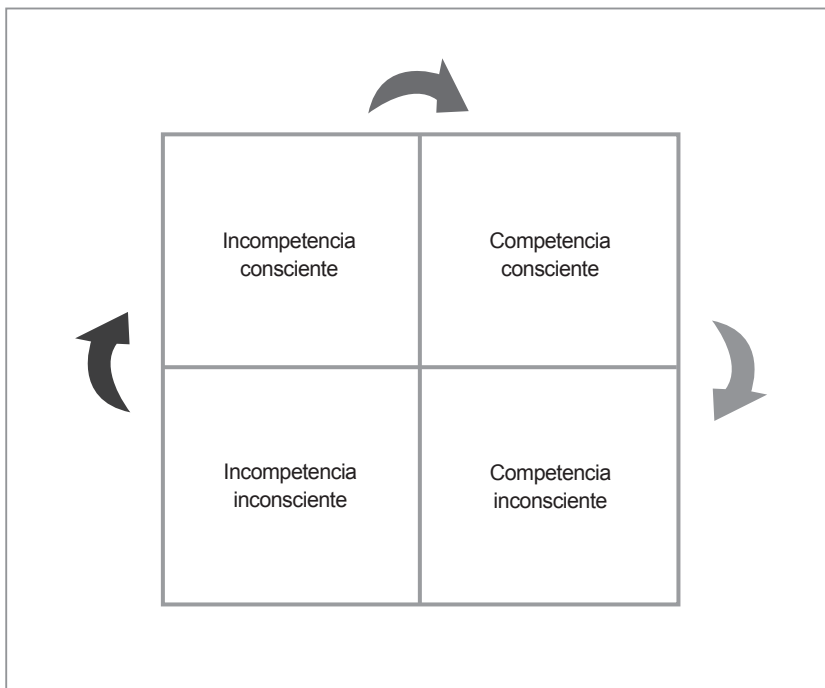 Incompetencia
consciente
Competencia
consciente
Incompetencia
inconsciente
Competencia
inconsciente